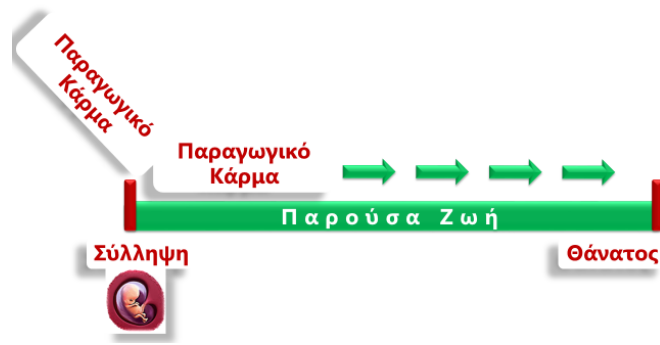 Παραγωγικό
Κάρμα
Παραγωγικό
Κάρμα
Παρούσα Ζωή
Σύλληψη
Θάνατος